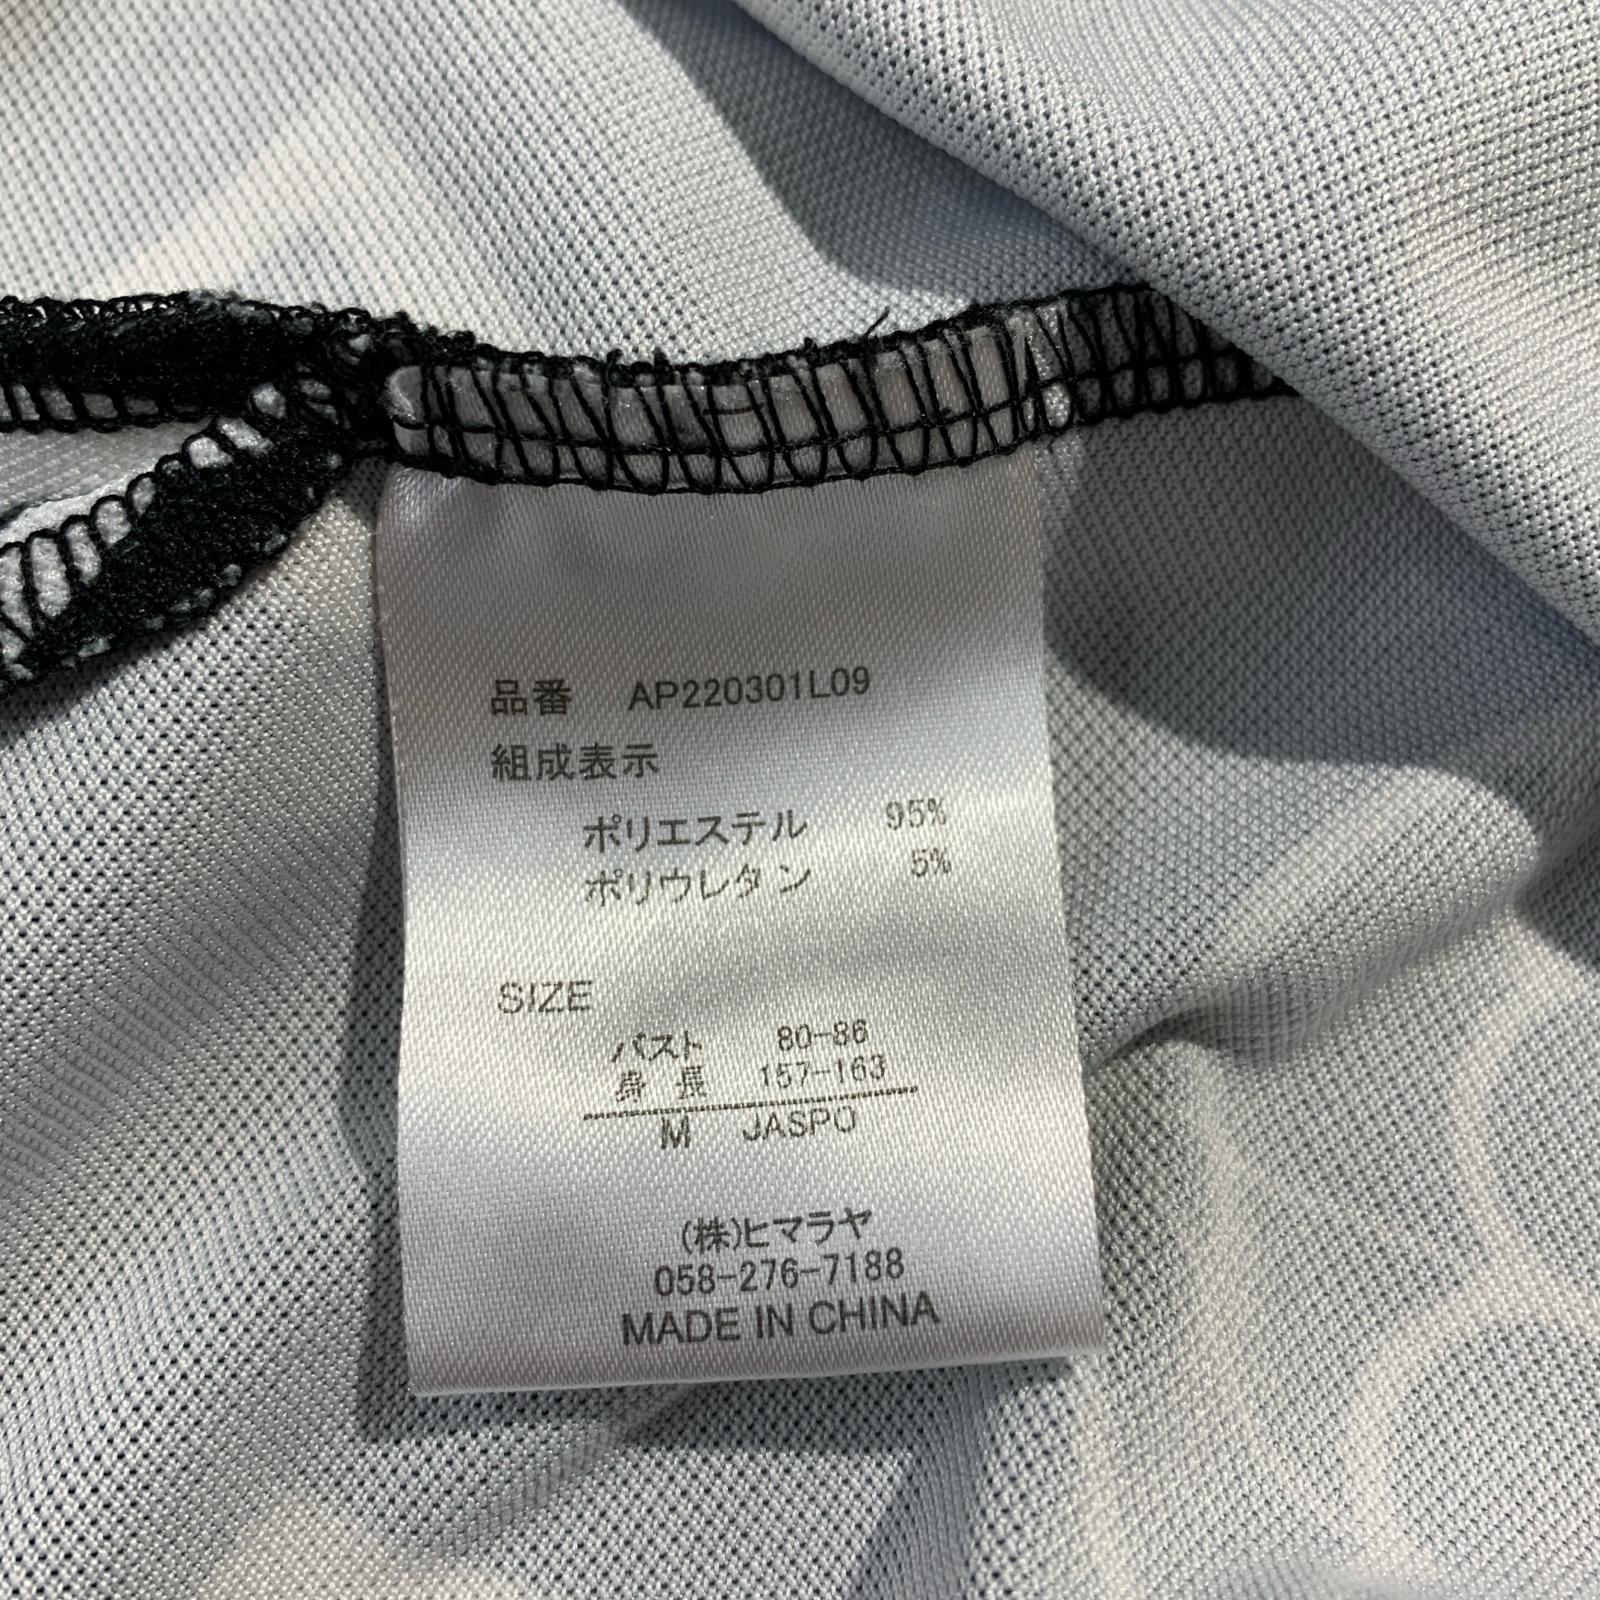 品番 AP220301L09
組成表示
ポリエステル 95%
ポリウレタン 5%
SIZE
バスト 80-86
身長 157-163
M JASPO
(株)ヒマラヤ
058-276-7188
MADE IN CHINA